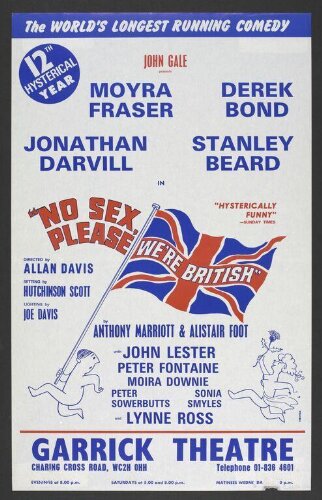 The WORLD'S LONGEST RUNNING COMEDY
12TH
HYSTERICAL
YEAR
JOHN GALE
presents
MOYRA
FRASER
DEREK
BOND
JONATHAN
DARVILL
STANLEY
BEARD
IN
"NO SEX,
PLEASE
WE'RE BRITISH"
"HYSTERICALLY
FUNNY"
—SUNDAY TIMES
DIRECTED BY
ALLAN DAVIS
SETTING BY
HUTCHINSON SCOTT
LIGHTING BY
JOE DAVIS
by
ANTHONY MARRIOTT & ALISTAIR FOOT
with JOHN LESTER
PETER FONTAINE
MOIRA DOWNIE
PETER
SOWERBUTTS
SONIA
SMYLES
and LYNNE ROSS
GARRICK THEATRE
CHARING CROSS ROAD, WC2H 0HH
Telephone 01-836 4601
EVENINGS at 8.00 p.m.
SATURDAYS at 5.00 and 8.00 p.m.
MATINEES WEDNESDAY